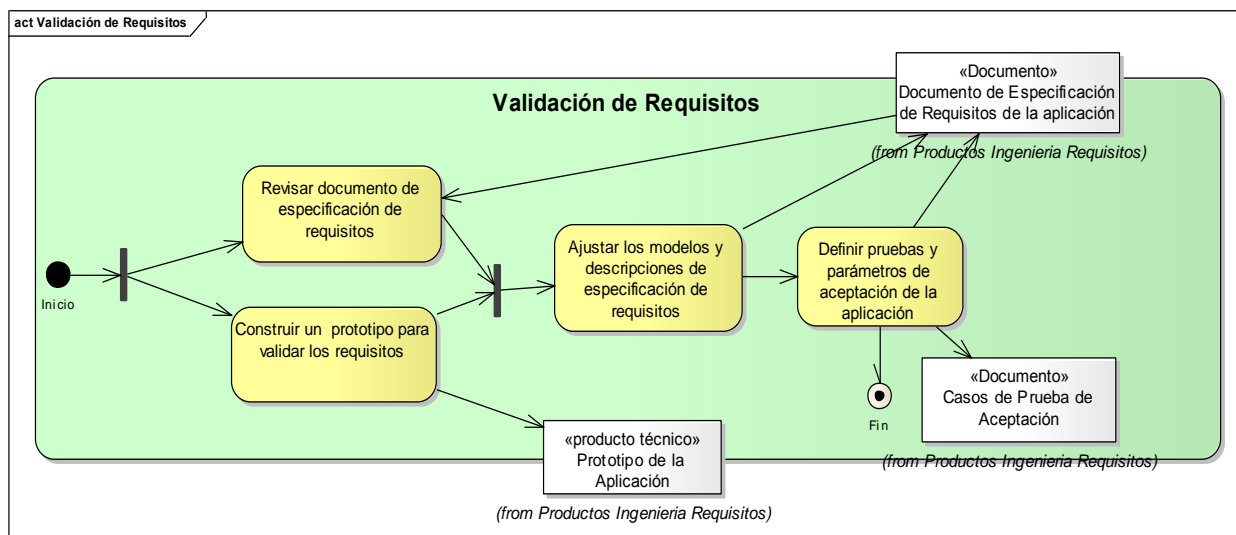 act Validación de Requisitos
«Documento»
Documento de Especificación
de Requisitos de la aplicación
(from Productos Ingenieria Requisitos)
Validación de Requisitos
Revisar documento de
especificación de
requisitos
Inicio
Construir un prototipo para
validar los requisitos
Ajustar los modelos y
descripciones de
especificación de
requisitos
Definir pruebas y
parámetros de
aceptación de la
aplicación
Fin
«Documento»
Casos de Prueba de
Aceptación
(from Productos Ingenieria Requisitos)
«producto técnico»
Prototipo de la
Aplicación
(from Productos Ingenieria Requisitos)